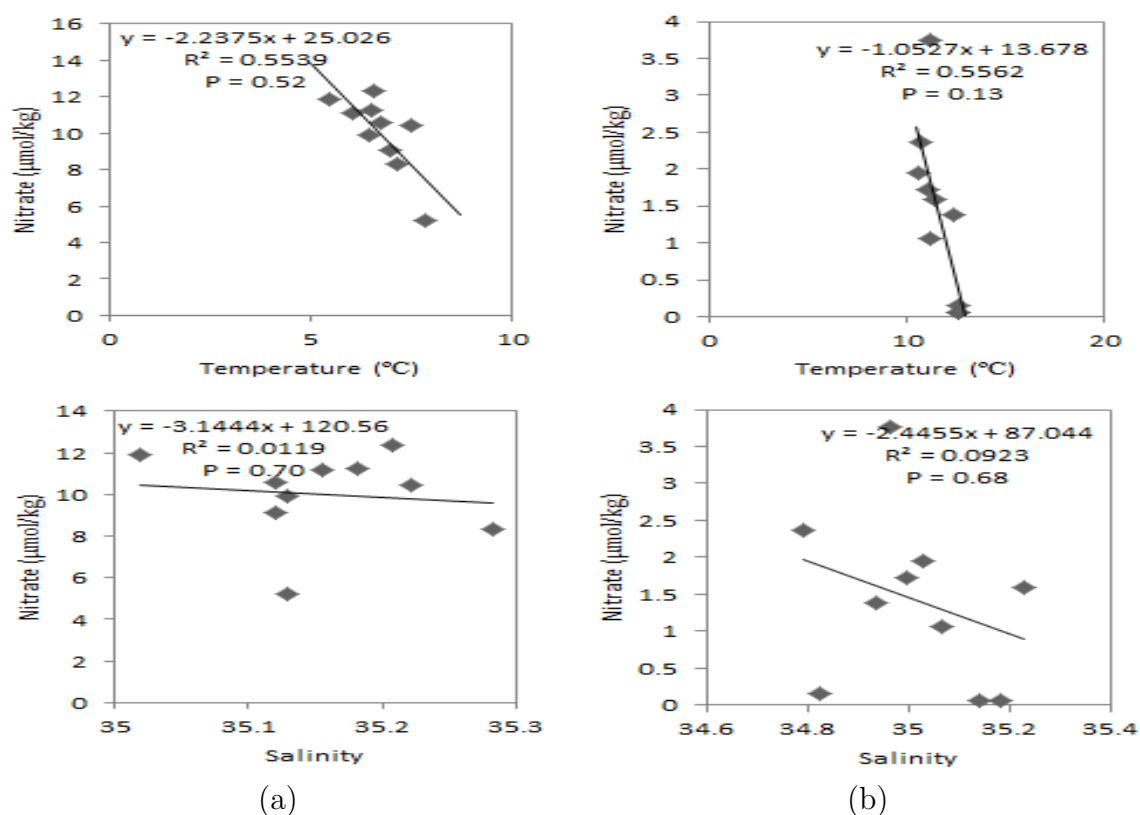 y = -2.2375x + 25.026
R² = 0.5539
P = 0.52
Nitrate (µmol/kg)
16
14
12
10
8
6
4
2
0
0 5 10
Temperature (°C)
y = -1.0527x + 13.678
R² = 0.5562
P = 0.13
Nitrate (µmol/kg)
4
3.5
3
2.5
2
1.5
1
0.5
0
0 10 20
Temperature (°C)
y = -3.1444x + 120.56
R² = 0.0119
P = 0.70
Nitrate (µmol/kg)
14
12
10
8
6
4
2
0
35 35.1 35.2 35.3
Salinity
y = -2.4455x + 87.044
R² = 0.0923
P = 0.68
Nitrate (µmol/kg)
4
3.5
3
2.5
2
1.5
1
0.5
0
34.6 34.8 35 35.2 35.4
Salinity
(a)
(b)